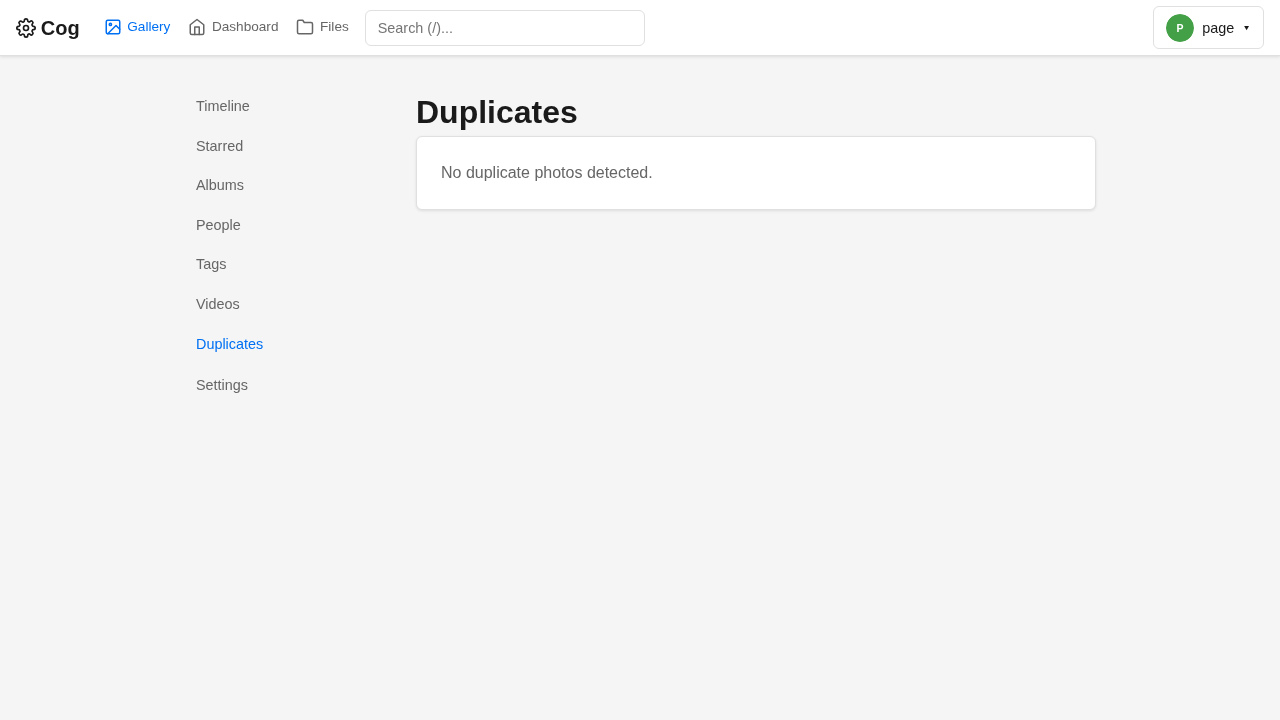 Cog
Gallery
Dashboard
Files
Search (/)...
P
page
Timeline
Starred
Albums
People
Tags
Videos
Duplicates
Settings
Duplicates
No duplicate photos detected.